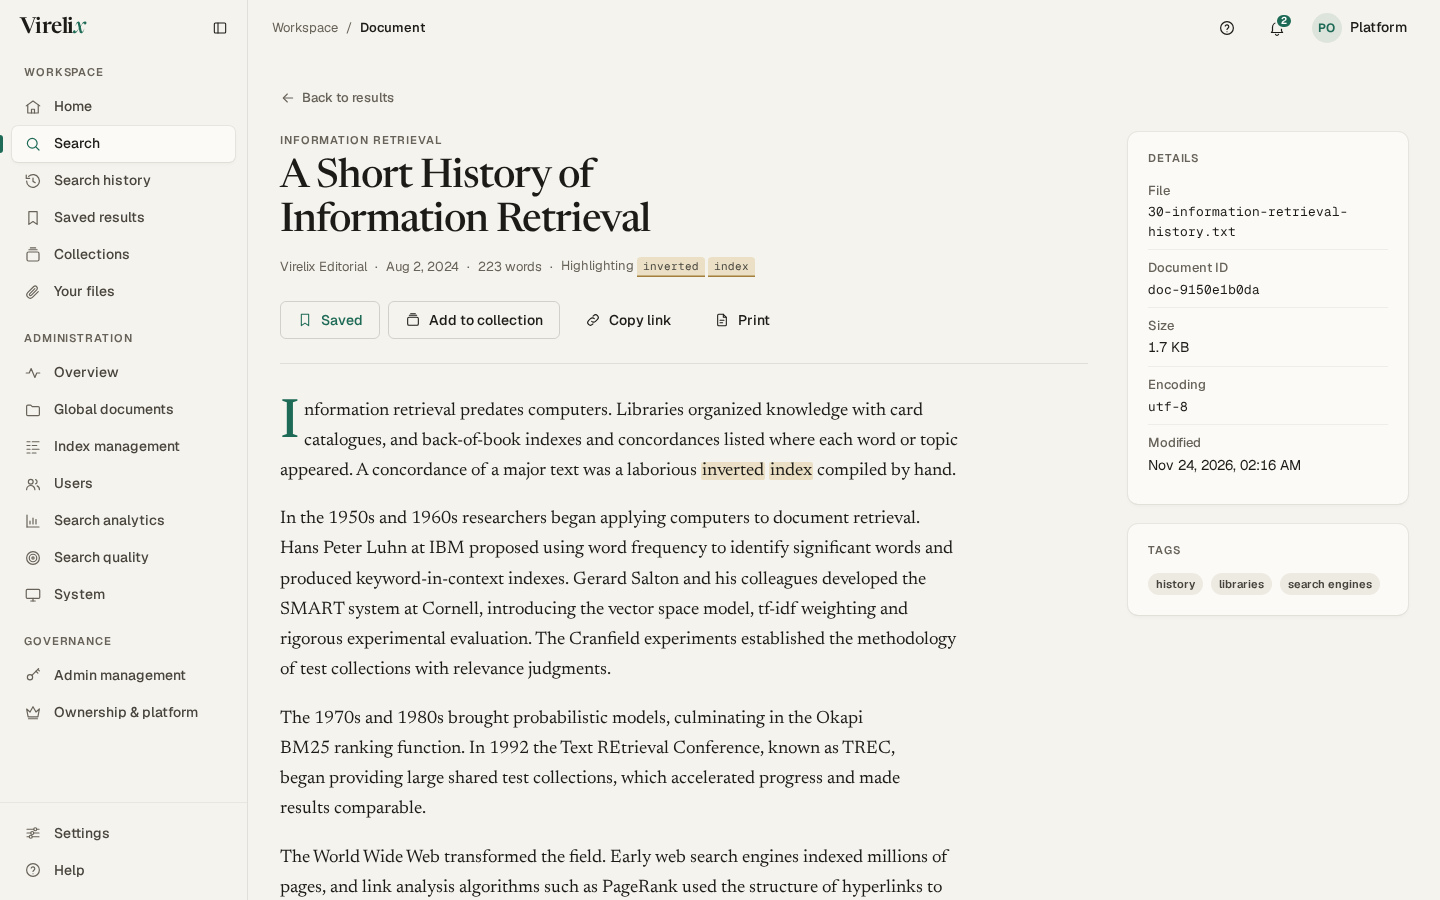 Virelix
WORKSPACE
Home
Search
Search history
Saved results
Collections
Your files
ADMINISTRATION
Overview
Global documents
Index management
Users
Search analytics
Search quality
System
GOVERNANCE
Admin management
Ownership & platform
Settings
Help
Workspace / Document
2
PO Platform
Back to results
INFORMATION RETRIEVAL
A Short History of
Information Retrieval
Virelix Editorial · Aug 2, 2024 · 223 words · Highlighting inverted index
Saved
Add to collection
Copy link
Print
Information retrieval predates computers. Libraries organized knowledge with card
catalogues, and back-of-book indexes and concordances listed where each word or topic
appeared. A concordance of a major text was a laborious inverted index compiled by hand.
In the 1950s and 1960s researchers began applying computers to document retrieval.
Hans Peter Luhn at IBM proposed using word frequency to identify significant words and
produced keyword-in-context indexes. Gerard Salton and his colleagues developed the
SMART system at Cornell, introducing the vector space model, tf-idf weighting and
rigorous experimental evaluation. The Cranfield experiments established the methodology
of test collections with relevance judgments.
The 1970s and 1980s brought probabilistic models, culminating in the Okapi
BM25 ranking function. In 1992 the Text REtrieval Conference, known as TREC,
began providing large shared test collections, which accelerated progress and made
results comparable.
The World Wide Web transformed the field. Early web search engines indexed millions of
pages, and link analysis algorithms such as PageRank used the structure of hyperlinks to
DETAILS
File
30-information-retrieval-
history.txt
Document ID
doc-9150e1b0da
Size
1.7 KB
Encoding
utf-8
Modified
Nov 24, 2026, 02:16 AM
TAGS
history
libraries
search engines